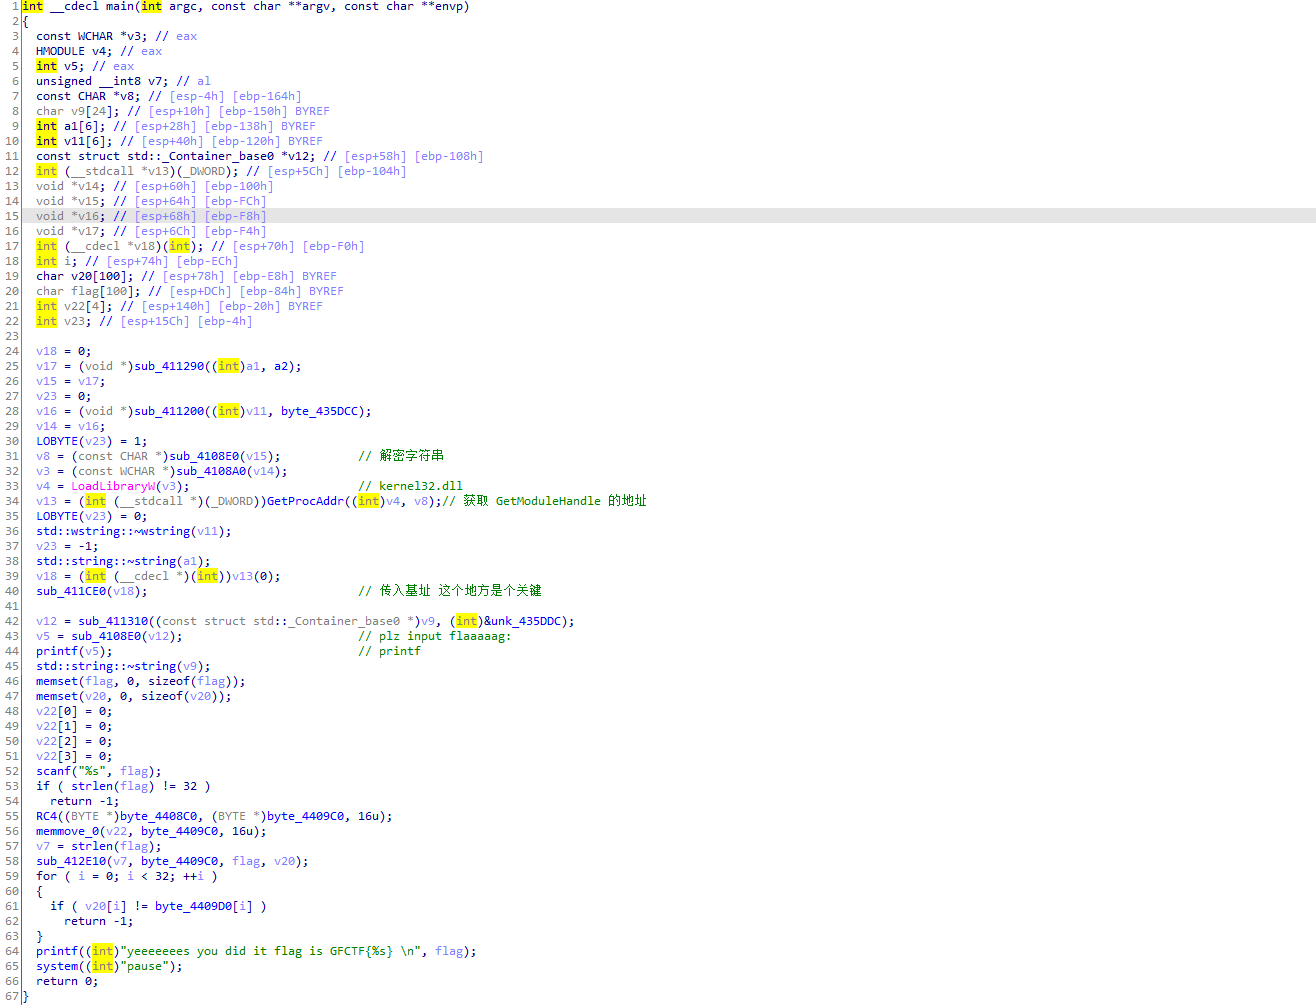 1 int __cdecl main(int argc, const char **argv, const char **envp)
2 {
3   const WCHAR *v3; // eax
4   HMODULE v4; // eax
5   int v5; // eax
6   unsigned __int8 v7; // al
7   const CHAR *v8; // [esp-4h] [ebp-164h]
8   char v9[24]; // [esp+10h] [ebp-150h] BYREF
9   int a1[6]; // [esp+28h] [ebp-138h] BYREF
10   int v11[6]; // [esp+40h] [ebp-120h] BYREF
11   const struct std::_Container_base0 *v12; // [esp+58h] [ebp-108h]
12   int (__stdcall *v13)(_DWORD); // [esp+5Ch] [ebp-104h]
13   void *v14; // [esp+60h] [ebp-100h]
14   void *v15; // [esp+64h] [ebp-FCh]
15   void *v16; // [esp+68h] [ebp-F8h]
16   void *v17; // [esp+6Ch] [ebp-F4h]
17   int (__cdecl *v18)(int); // [esp+70h] [ebp-F0h]
18   int i; // [esp+74h] [ebp-ECh]
19   char v20[100]; // [esp+78h] [ebp-E8h] BYREF
20   char flag[100]; // [esp+DCh] [ebp-84h] BYREF
21   int v22[4]; // [esp+140h] [ebp-20h] BYREF
22   int v23; // [esp+15Ch] [ebp-4h]
23
24   v18 = 0;
25   v17 = (void *)sub_411290((int)a1, a2);
26   v15 = v17;
27   v23 = 0;
28   v16 = (void *)sub_411200((int)v11, byte_435DCC);
29   v14 = v16;
30   LOBYTE(v23) = 1;
31   v8 = (const CHAR *)sub_4108E0(v15);           // 解密字符串
32   v3 = (const WCHAR *)sub_4108A0(v14);
33   v4 = LoadLibraryW(v3);                        // kernel32.dll
34   v13 = (int (__stdcall *)(_DWORD))GetProcAddr((int)v4, v8);// 获取 GetModuleHandle 的地址
35   LOBYTE(v23) = 0;
36   std::wstring::~wstring(v11);
37   v23 = -1;
38   std::string::~string(a1);
39   v18 = (int (__cdecl *)(int))v13(0);
40   sub_411CE0(v18);                              // 传入基址 这个地方是个关键
41
42   v12 = sub_411310((const struct std::_Container_base0 *)v9, (int)&unk_435DDC);
43   v5 = sub_4108E0(v12);                         // plz input flaaaaag:
44   printf(v5);                                   // printf
45   std::string::~string(v9);
46   memset(flag, 0, sizeof(flag));
47   memset(v20, 0, sizeof(v20));
48   v22[0] = 0;
49   v22[1] = 0;
50   v22[2] = 0;
51   v22[3] = 0;
52   scanf("%s", flag);
53   if ( strlen(flag) != 32 )
54     return -1;
55   RC4((BYTE *)byte_4408C0, (BYTE *)byte_4409C0, 16u);
56   memmove_0(v22, byte_4409C0, 16u);
57   v7 = strlen(flag);
58   sub_412E10(v7, byte_4409C0, flag, v20);
59   for ( i = 0; i < 32; ++i )
60   {
61     if ( v20[i] != byte_4409D0[i] )
62       return -1;
63   }
64   printf((int)"yeeeeeees you did it flag is GFCTF{%s} \n", flag);
65   system((int)"pause");
66   return 0;
67 }